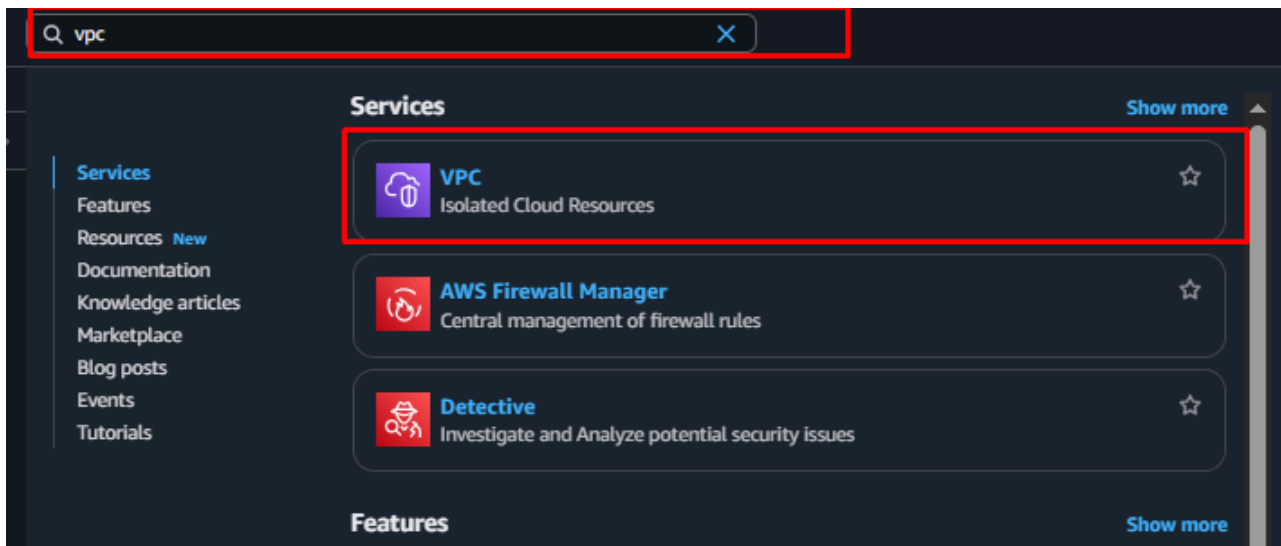 vpc
Services
Show more
Services
Features
Resources New
Documentation
Knowledge articles
Marketplace
Blog posts
Events
Tutorials
VPC
Isolated Cloud Resources
AWS Firewall Manager
Central management of firewall rules
Detective
Investigate and Analyze potential security issues
Features
Show more